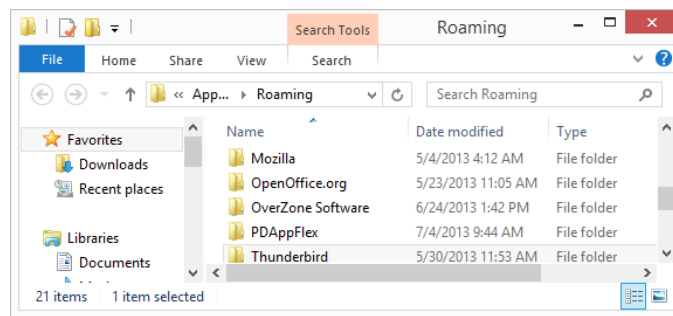 Search Tools
Roaming
File
Home
Share
View
Search
« App... Roaming
Search Roaming
Favorites
Downloads
Recent places
Libraries
Documents
Name
Date modified
Type
Mozilla
5/4/2013 4:12 AM
File folder
OpenOffice.org
5/23/2013 11:05 AM
File folder
OverZone Software
6/24/2013 1:42 PM
File folder
PDAppFlex
7/4/2013 9:44 AM
File folder
Thunderbird
5/30/2013 11:53 AM
File folder
21 items
1 item selected